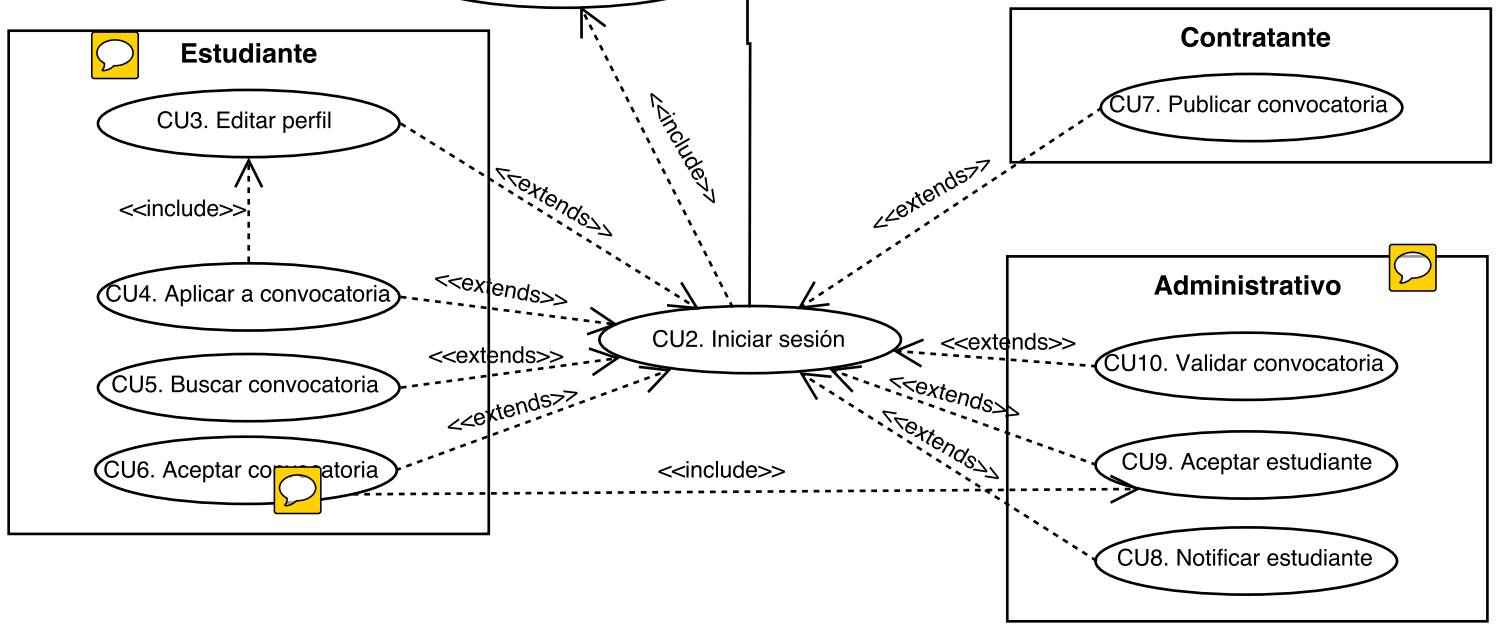 Estudiante
CU3. Editar perfil
<<include>>
CU4. Aplicar a convocatoria
CU5. Buscar convocatoria
CU6. Aceptar
<<extends>>
<<extends>>
<<extends>>
<<extends>>
<<include>>
CU2. Iniciar sesión
<<include>>
Contratante
CU7. Publicar convocatoria
<<extends>>
Administrativo
<<extends>>
CU10. Validar convocatoria
<<extends>>
CU9. Aceptar estudiante
<<extends>>
CU8. Notificar estudiante